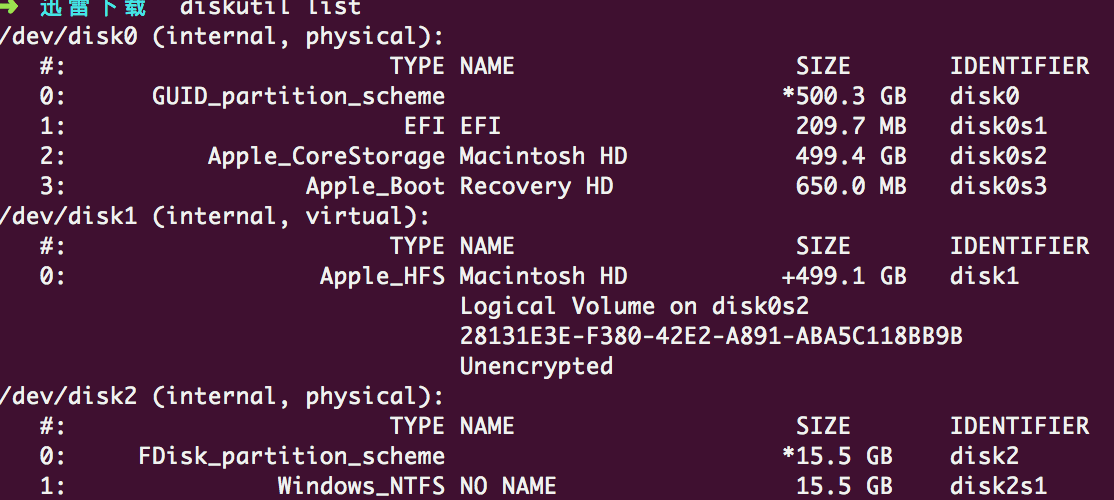 ➜ 迅雷下载 diskutil list
/dev/disk0 (internal, physical):
#: TYPE NAME SIZE IDENTIFIER
0: GUID_partition_scheme *500.3 GB disk0
1: EFI EFI 209.7 MB disk0s1
2: Apple_CoreStorage Macintosh HD 499.4 GB disk0s2
3: Apple_Boot Recovery HD 650.0 MB disk0s3
/dev/disk1 (internal, virtual):
#: TYPE NAME SIZE IDENTIFIER
0: Apple_HFS Macintosh HD +499.1 GB disk1
Logical Volume on disk0s2
28131E3E-F380-42E2-A891-ABA5C118BB9B
Unencrypted
/dev/disk2 (internal, physical):
#: TYPE NAME SIZE IDENTIFIER
0: FDisk_partition_scheme *15.5 GB disk2
1: Windows_NTFS NO NAME 15.5 GB disk2s1